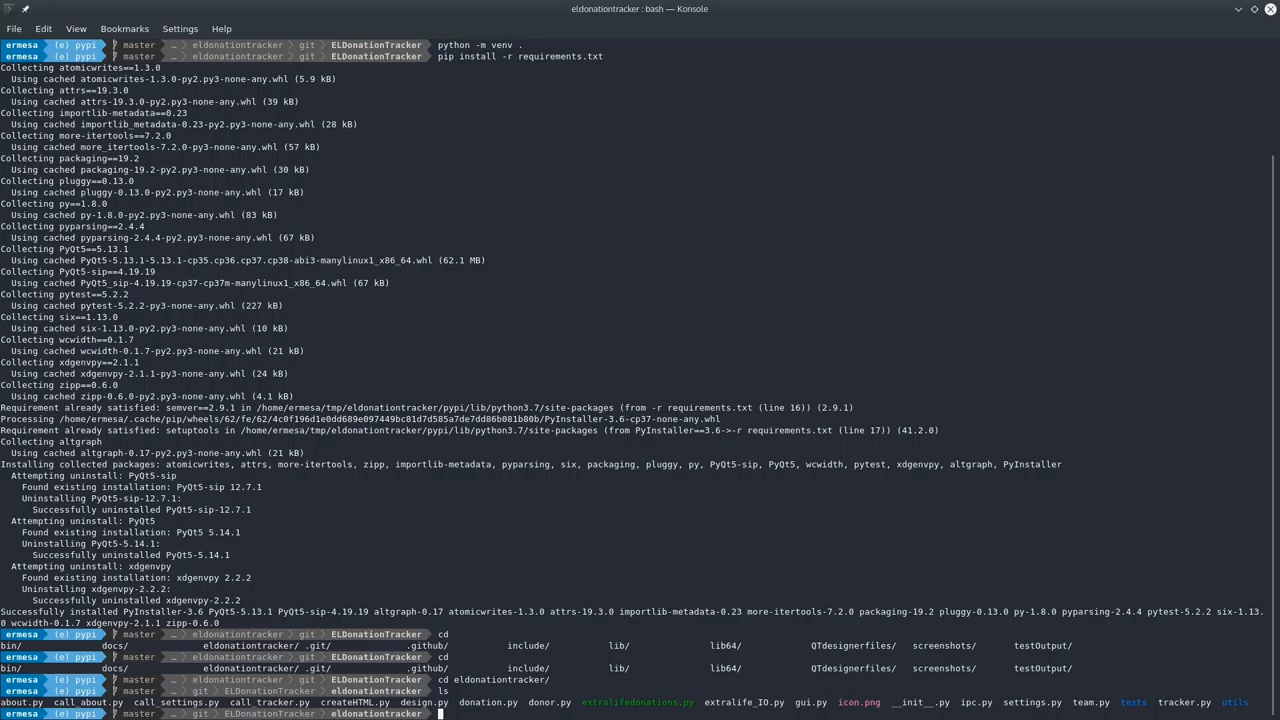 eldonationtracker : bash — Konsole
File Edit View Bookmarks Settings Help
ermesa (e) pypi master … eldonationtracker git ELDonationTracker python -m venv .
ermesa (e) pypi master … eldonationtracker git ELDonationTracker pip install -r requirements.txt
Collecting atomicwrites==1.3.0
Using cached atomicwrites-1.3.0-py2.py3-none-any.whl (5.9 kB)
Collecting attrs==19.3.0
Using cached attrs-19.3.0-py2.py3-none-any.whl (39 kB)
Collecting importlib-metadata==0.23
Using cached importlib_metadata-0.23-py2.py3-none-any.whl (28 kB)
Collecting more-itertools==7.2.0
Using cached more_itertools-7.2.0-py3-none-any.whl (57 kB)
Collecting packaging==19.2
Using cached packaging-19.2-py2.py3-none-any.whl (30 kB)
Collecting pluggy==0.13.0
Using cached pluggy-0.13.0-py2.py3-none-any.whl (17 kB)
Collecting py==1.8.0
Using cached py-1.8.0-py2.py3-none-any.whl (83 kB)
Collecting pyparsing==2.4.4
Using cached pyparsing-2.4.4-py2.py3-none-any.whl (67 kB)
Collecting PyQt5==5.13.1
Using cached PyQt5-5.13.1-5.13.1-cp35.cp36.cp37.cp38-abi3-manylinux1_x86_64.whl (62.1 MB)
Collecting PyQt5-sip==4.19.19
Using cached PyQt5_sip-4.19.19-cp37-cp37m-manylinux1_x86_64.whl (67 kB)
Collecting pytest==5.2.2
Using cached pytest-5.2.2-py3-none-any.whl (227 kB)
Collecting six==1.13.0
Using cached six-1.13.0-py2.py3-none-any.whl (10 kB)
Collecting wcwidth==0.1.7
Using cached wcwidth-0.1.7-py2.py3-none-any.whl (21 kB)
Collecting xdgenvpy==2.1.1
Using cached xdgenvpy-2.1.1-py3-none-any.whl (24 kB)
Collecting zipp==0.6.0
Using cached zipp-0.6.0-py2.py3-none-any.whl (4.1 kB)
Requirement already satisfied: semver==2.9.1 in /home/ermesa/tmp/eldonationtracker/pypi/lib/python3.7/site-packages (from -r requirements.txt (line 16)) (2.9.1)
Processing /home/ermesa/.cache/pip/wheels/62/fe/62/4c0f196d1e0dd689e097449bc81d7d585a7de7dd86b081b80b/PyInstaller-3.6-cp37-none-any.whl
Requirement already satisfied: setuptools in /home/ermesa/tmp/eldonationtracker/pypi/lib/python3.7/site-packages (from PyInstaller==3.6->-r requirements.txt (line 17)) (41.2.0)
Collecting altgraph
Using cached altgraph-0.17-py2.py3-none-any.whl (21 kB)
Installing collected packages: atomicwrites, attrs, more-itertools, zipp, importlib-metadata, pyparsing, six, packaging, pluggy, py, PyQt5-sip, PyQt5, wcwidth, pytest, xdgenvpy, altgraph, PyInstaller
Attempting uninstall: PyQt5-sip
Found existing installation: PyQt5-sip 12.7.1
Uninstalling PyQt5-sip-12.7.1:
Successfully uninstalled PyQt5-sip-12.7.1
Attempting uninstall: PyQt5
Found existing installation: PyQt5 5.14.1
Uninstalling PyQt5-5.14.1:
Successfully uninstalled PyQt5-5.14.1
Attempting uninstall: xdgenvpy
Found existing installation: xdgenvpy 2.2.2
Uninstalling xdgenvpy-2.2.2:
Successfully uninstalled xdgenvpy-2.2.2
Successfully installed PyInstaller-3.6 PyQt5-5.13.1 PyQt5-sip-4.19.19 altgraph-0.17 atomicwrites-1.3.0 attrs-19.3.0 importlib-metadata-0.23 more-itertools-7.2.0 packaging-19.2 pluggy-0.13.0 py-1.8.0 pyparsing-2.4.4 pytest-5.2.2 six-1.13.
0 wcwidth-0.1.7 xdgenvpy-2.1.1 zipp-0.6.0
ermesa (e) pypi master … eldonationtracker git ELDonationTracker cd
bin/ docs/ eldonationtracker/ .git/ .github/ include/ lib/ lib64/ QTdesignerfiles/ screenshots/ testOutput/
ermesa (e) pypi master … eldonationtracker git ELDonationTracker cd
bin/ docs/ eldonationtracker/ .git/ .github/ include/ lib/ lib64/ QTdesignerfiles/ screenshots/ testOutput/
ermesa (e) pypi master … eldonationtracker git ELDonationTracker cd eldonationtracker/
ermesa (e) pypi master … git ELDonationTracker eldonationtracker ls
about.py call_about.py call_settings.py call_tracker.py createHTML.py design.py donation.py donor.py extralifedonations.py extralife_IO.py gui.py icon.png __init__.py ipc.py settings.py team.py tests tracker.py utils
ermesa (e) pypi master … git ELDonationTracker eldonationtracker